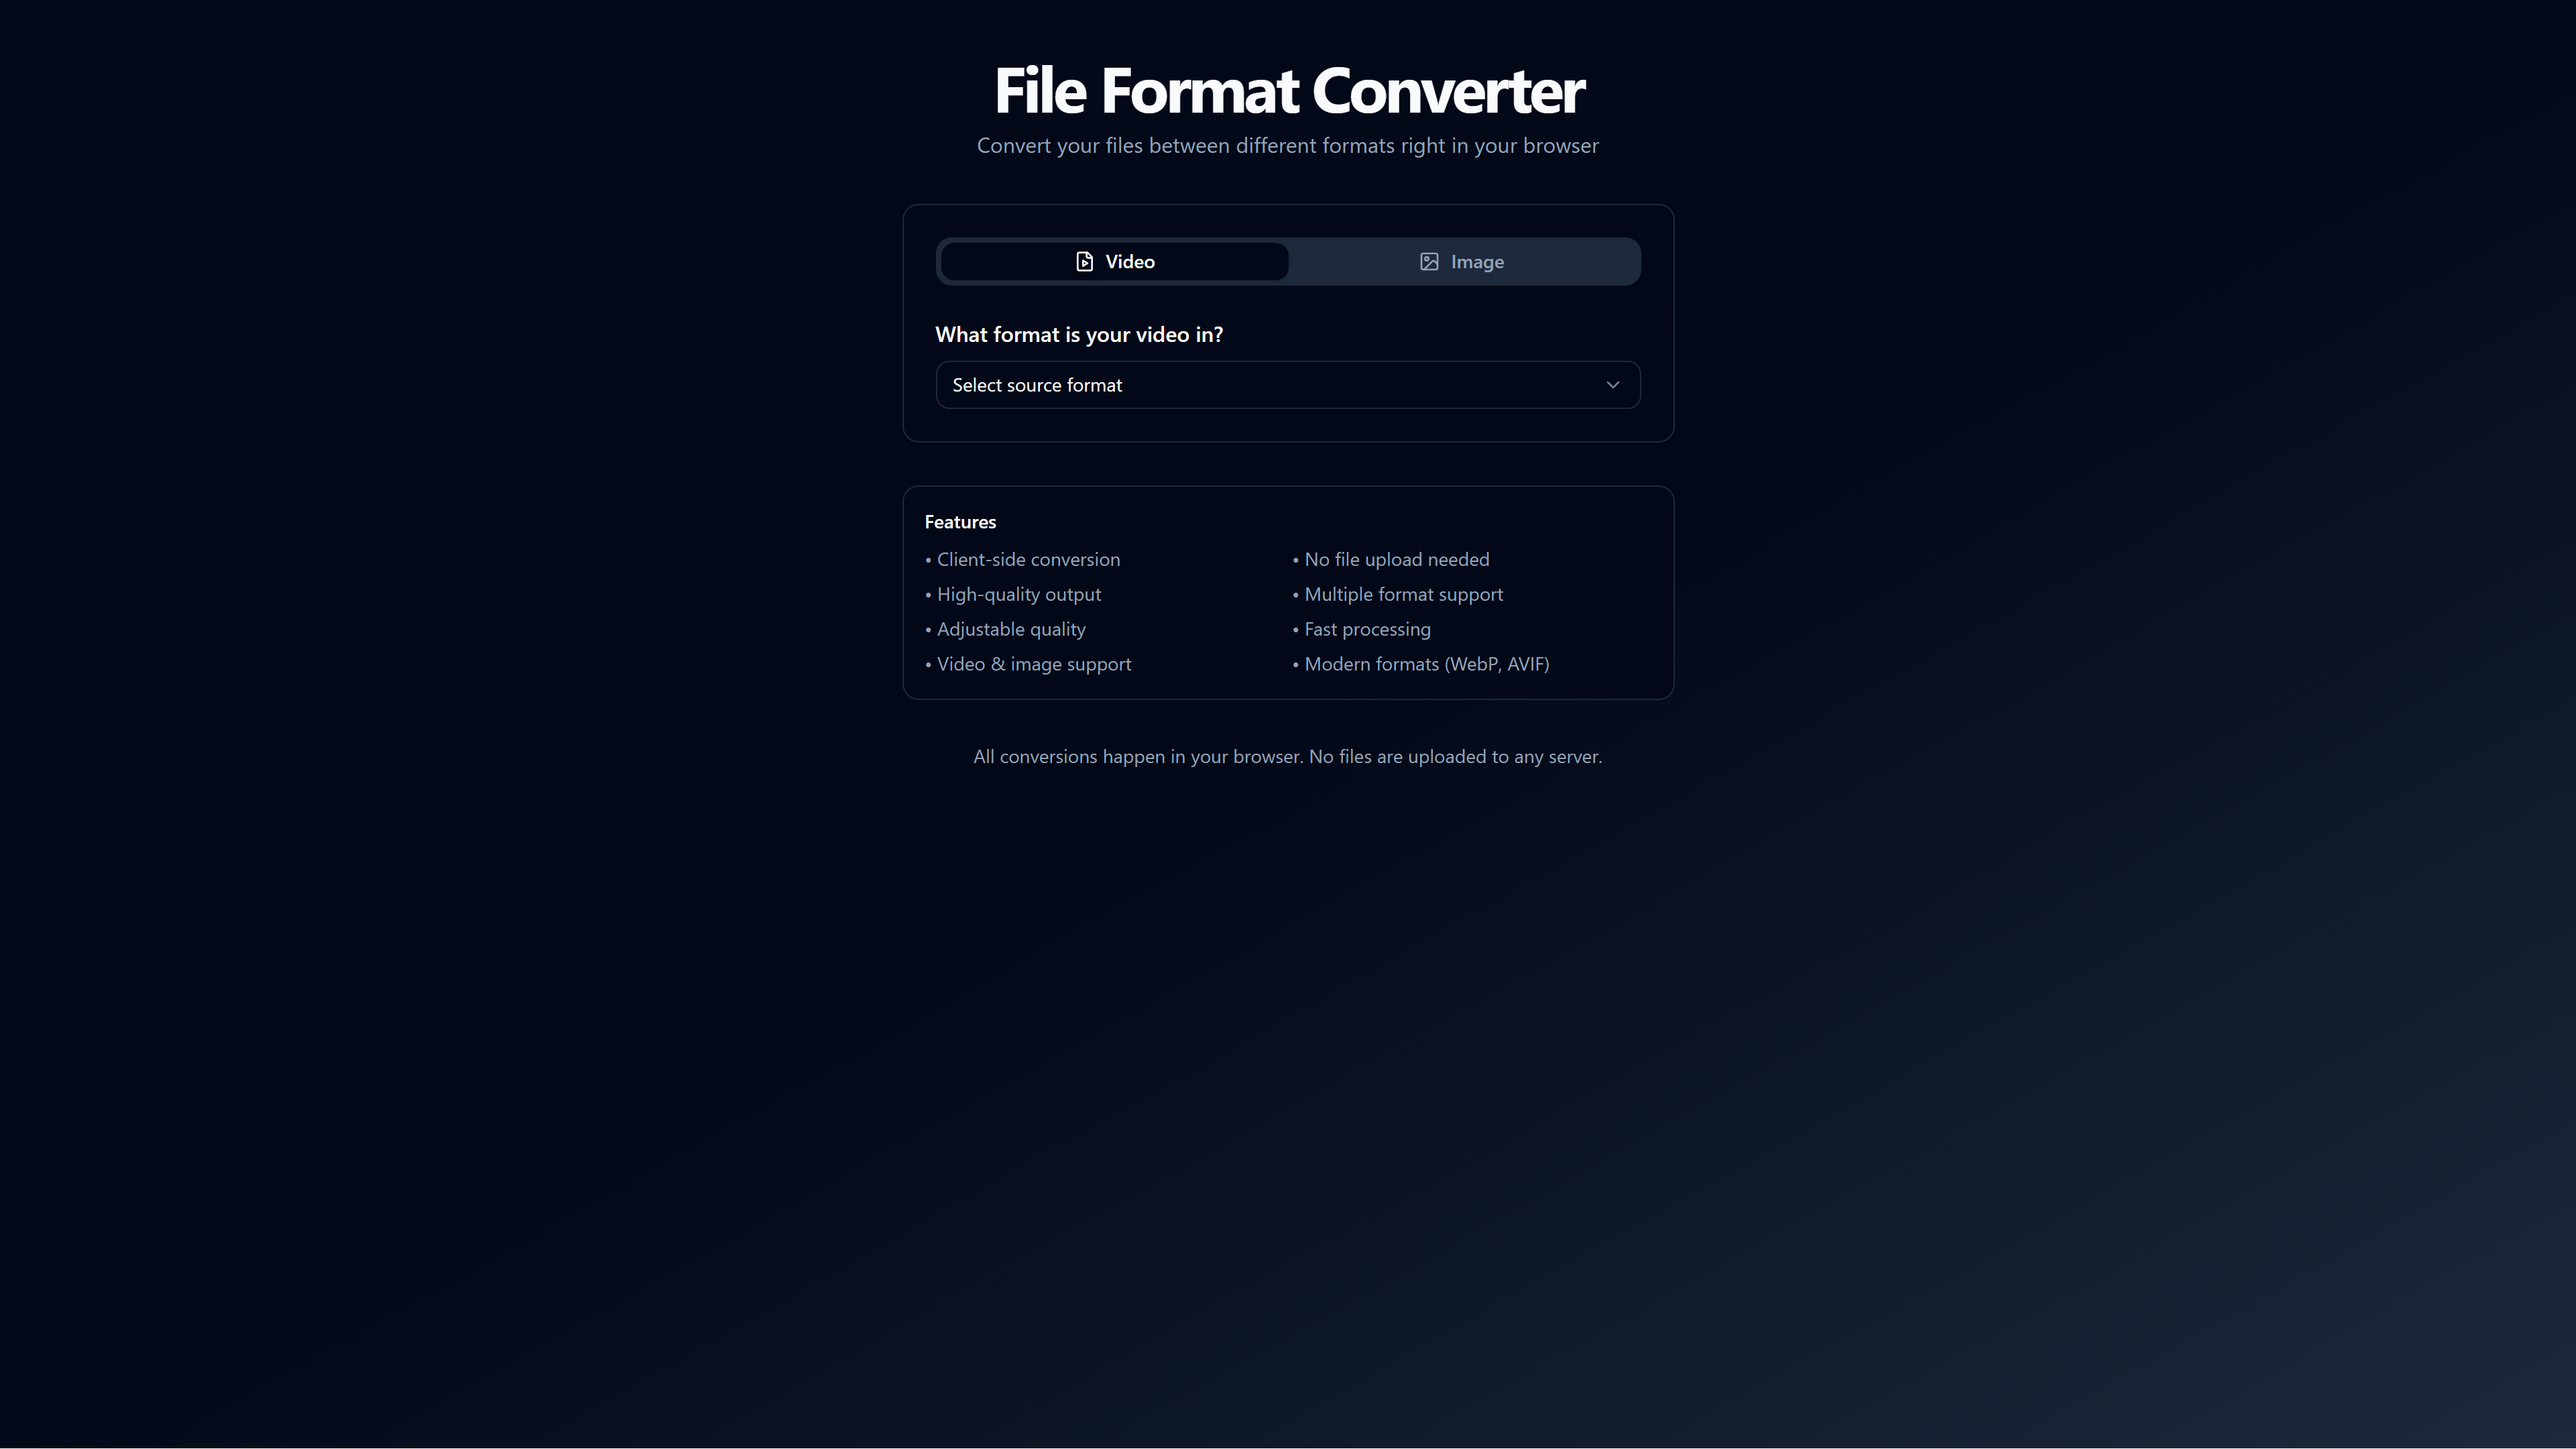 File Format Converter
Convert your files between different formats right in your browser
Video
Image
What format is your video in?
Select source format
Features
• Client-side conversion
• No file upload needed
• High-quality output
• Multiple format support
• Adjustable quality
• Fast processing
• Video & image support
• Modern formats (WebP, AVIF)
All conversions happen in your browser. No files are uploaded to any server.